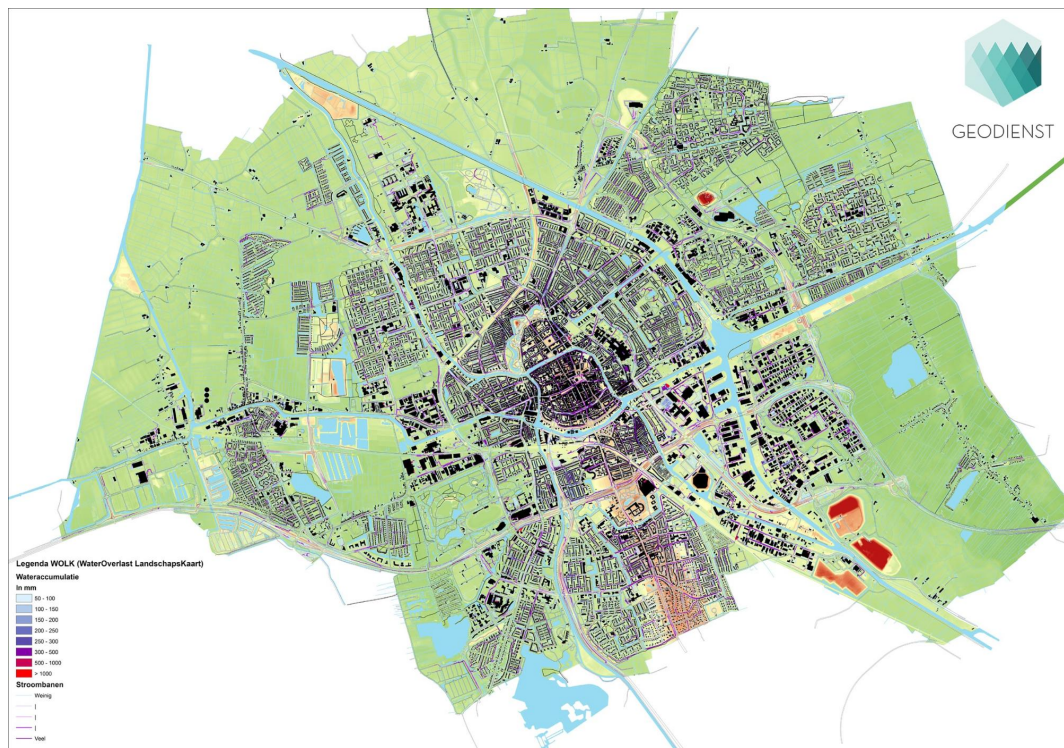 GEODIENST
Legenda WOLK (WaterOverlast LandschapsKaart)
Wateraccumulatie
In mm
50 - 100
100 - 150
150 - 200
200 - 250
250 - 300
300 - 500
500 - 1000
> 1000
Stroombanen
Weinig
|
|
|
Veel